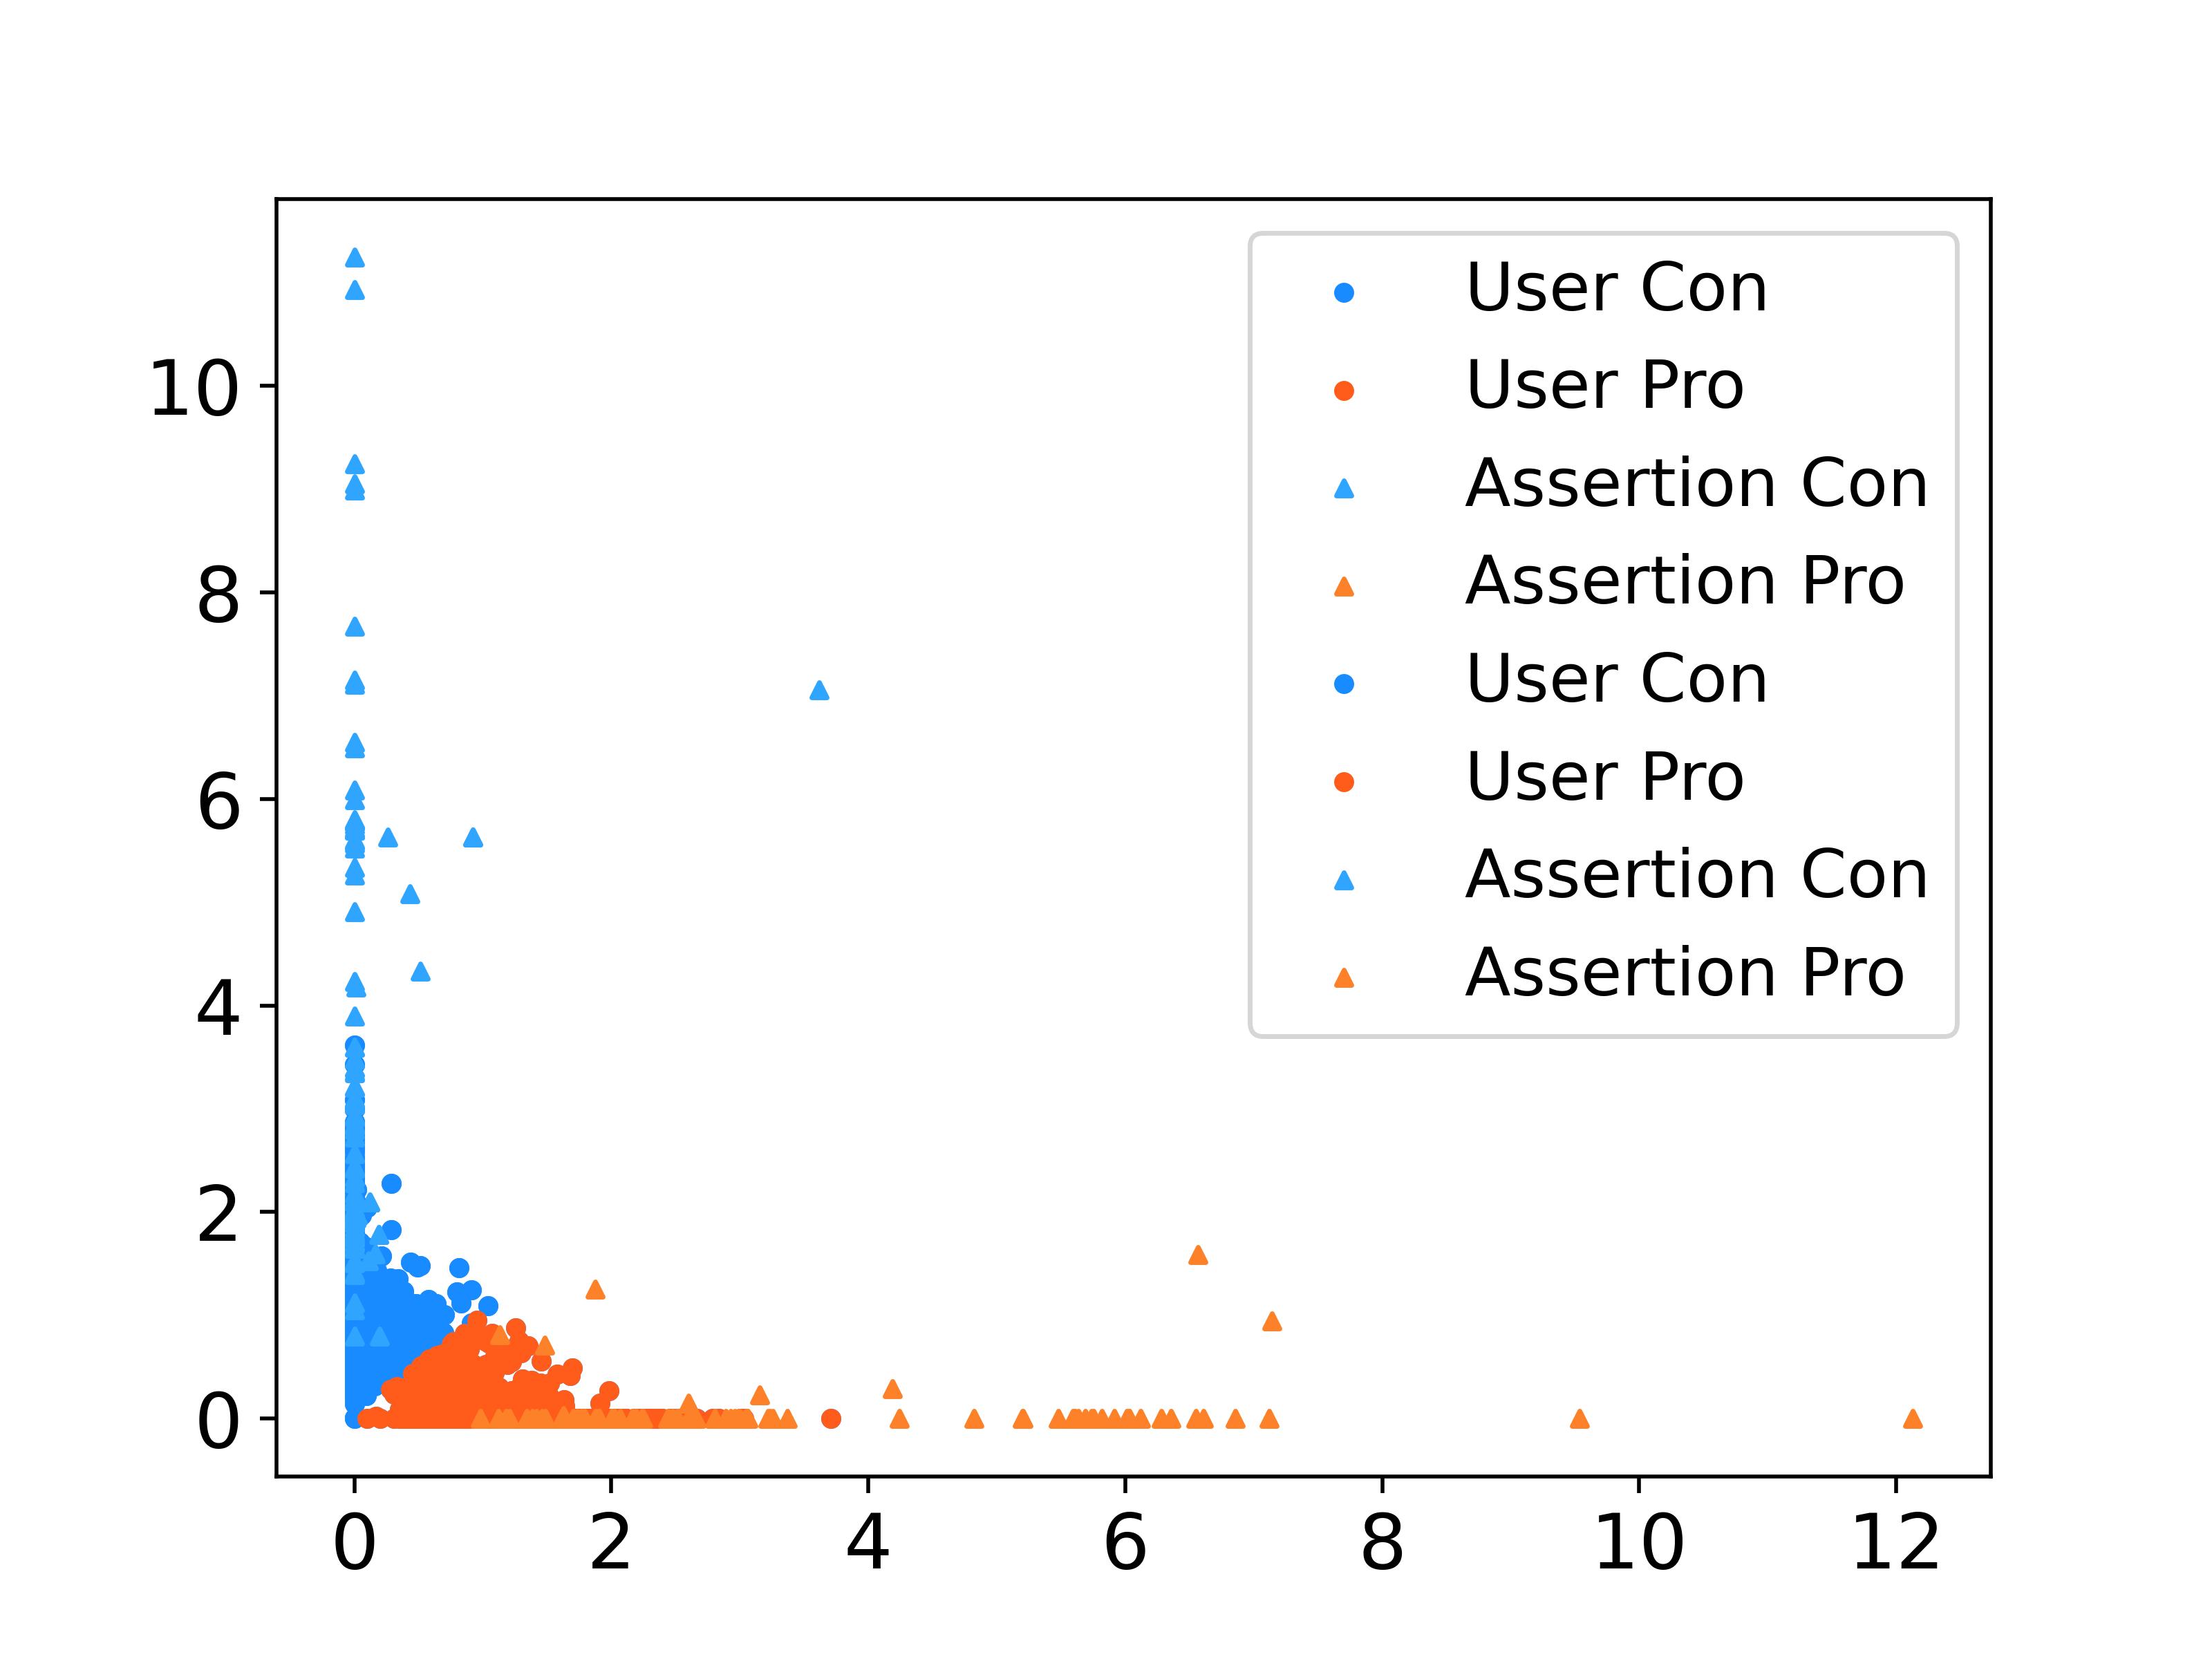 10
8
6
4
2
0
0 2 4 6 8 10 12
User Con
User Pro
Assertion Con
Assertion Pro
User Con
User Pro
Assertion Con
Assertion Pro